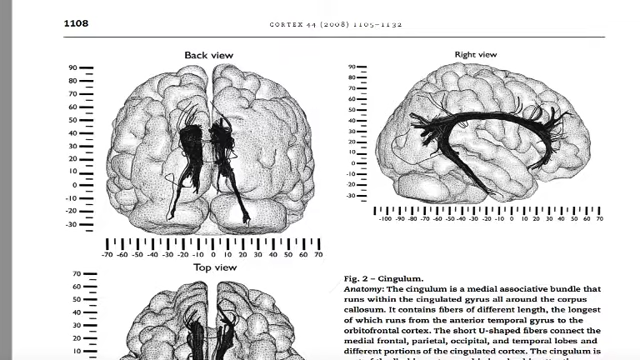 1108
CORTEX 44 (2008) 1105–1132
Back view
90
80
70
60
50
40
30
20
10
0
-10
-20
-30
-70 -60 -50 -40 -30 -20 -10 0 10 20 30 40 50 60 70
Right view
90
80
70
60
50
40
30
20
10
0
-10
-20
-30
-100 -90 -80 -70 -60 -50 -40 -30 -20 -10 0 10 20 30 40 50 60 70
Top view
70
60
50
40
30
20
10
Fig. 2 – Cingulum.
Anatomy: The cingulum is a medial associative bundle that
runs within the cingulated gyrus all around the corpus
callosum. It contains fibers of different length, the longest
of which runs from the anterior temporal gyrus to the
orbitofrontal cortex. The short U-shaped fibers connect the
medial frontal, parietal, occipital, and temporal lobes and
different portions of the cingulated cortex. The cingulum is